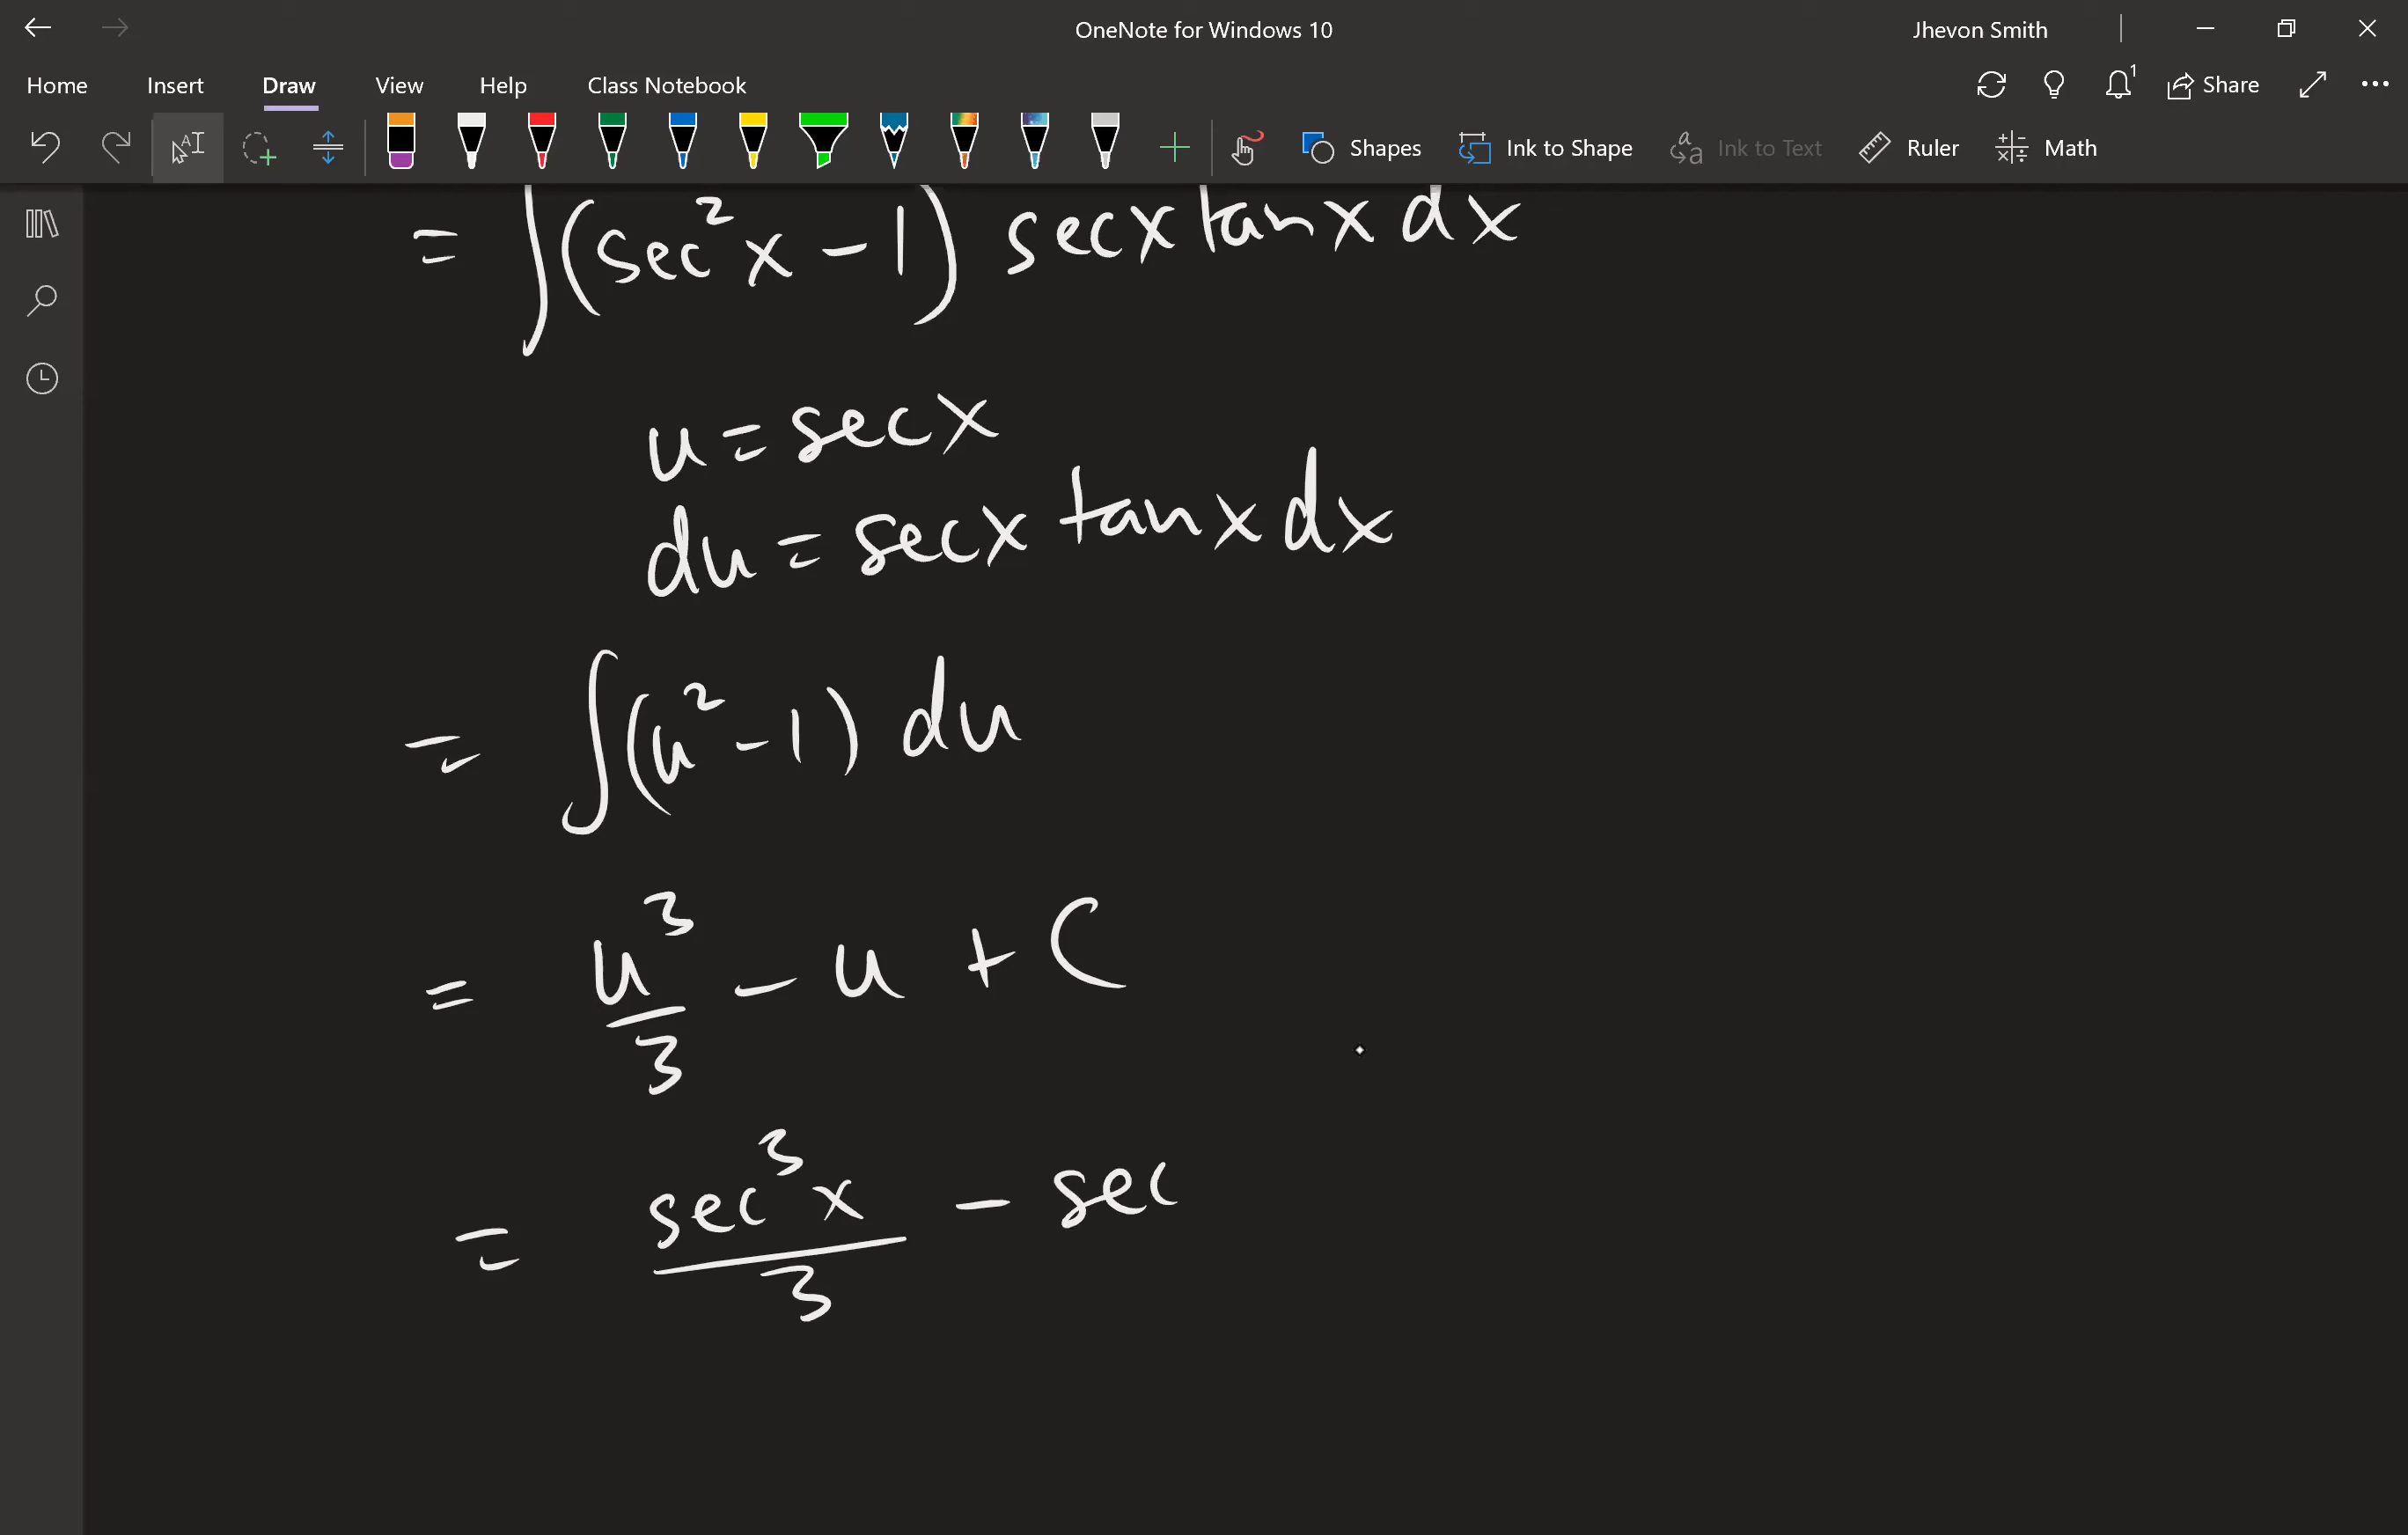 OneNote for Windows 10
Jhevon Smith
Home Insert Draw View Help Class Notebook
1
Share
Shapes Ink to Shape Ink to Text Ruler Math
= ∫(sec²x − 1) secx tanx dx
u = secx
du = secx tanx dx
= ∫(u² − 1) du
= u³/3 − u + C
= sec³x/3 − sec